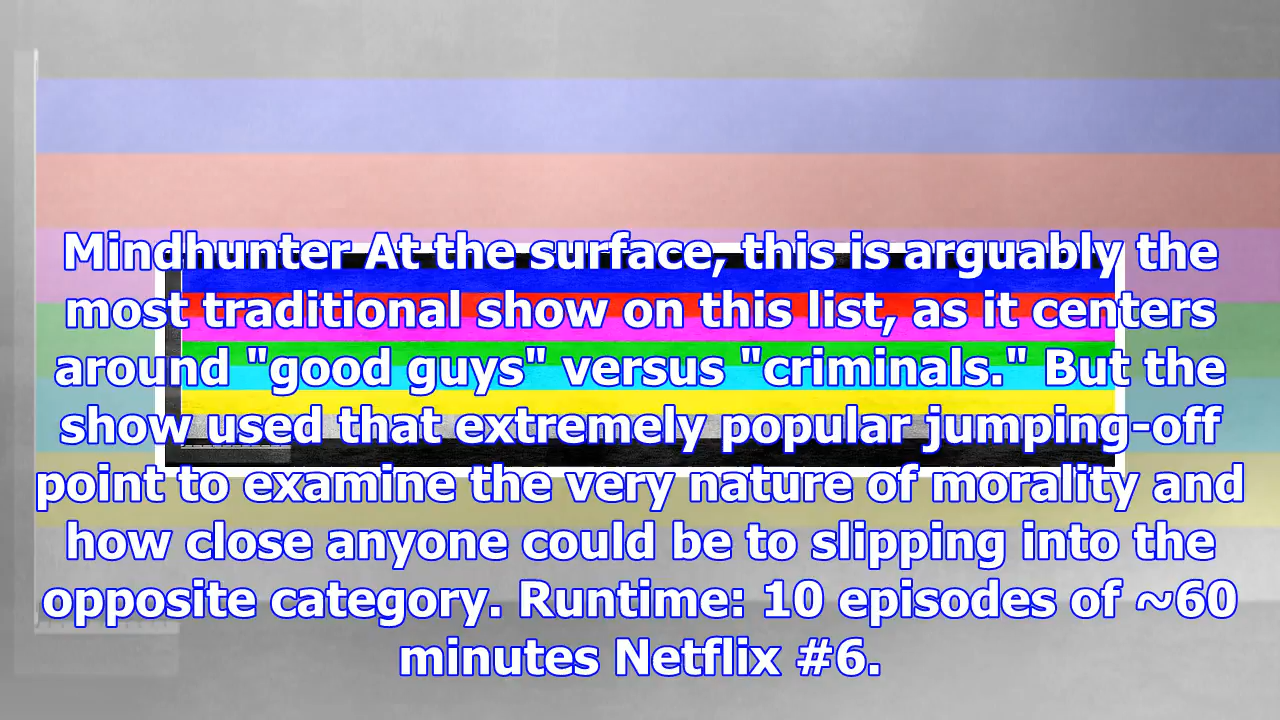 Mindhunter At the surface, this is arguably the
most traditional show on this list, as it centers
around "good guys" versus "criminals." But the
show used that extremely popular jumping-off
point to examine the very nature of morality and
how close anyone could be to slipping into the
opposite category. Runtime: 10 episodes of ~60
minutes Netflix #6.